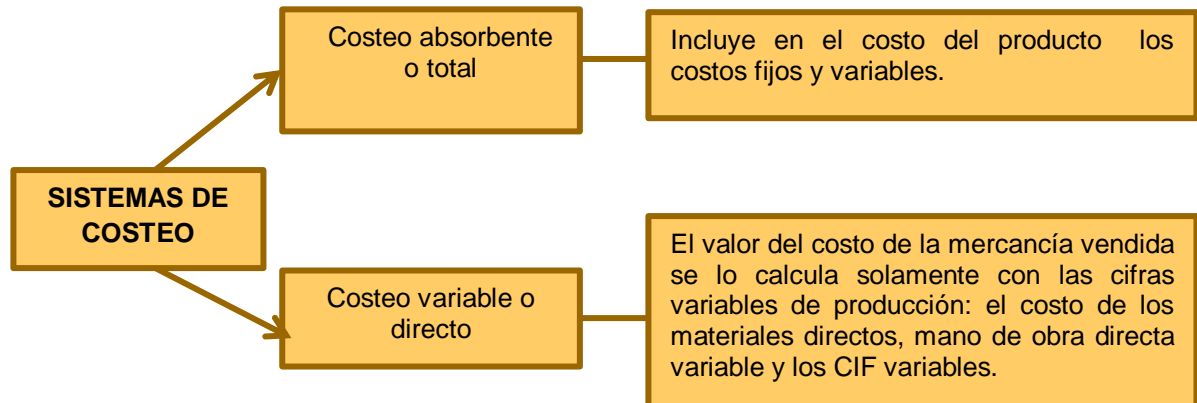 Costeo absorbente
o total
Incluye en el costo del producto los
costos fijos y variables.
SISTEMAS DE
COSTEO
Costeo variable o
directo
El valor del costo de la mercancía vendida
se lo calcula solamente con las cifras
variables de producción: el costo de los
materiales directos, mano de obra directa
variable y los CIF variables.